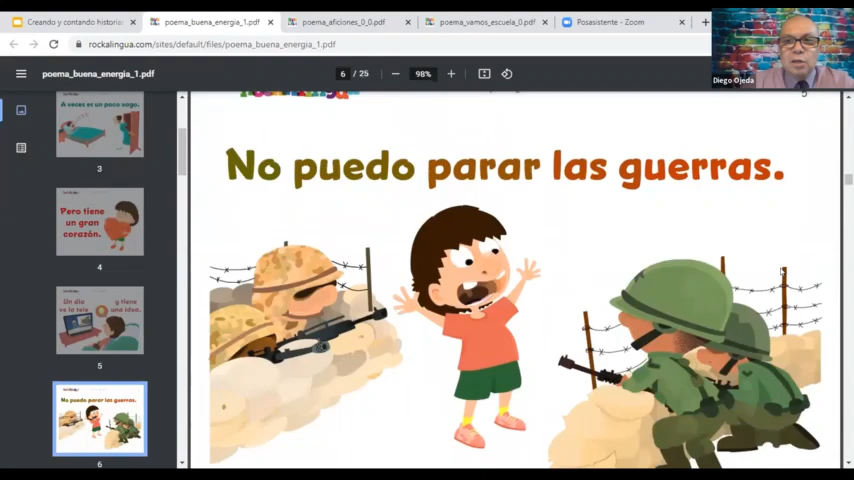 Creando y contando historias
poema_buena_energia_1.pdf
poema_aficiones_0_0.pdf
poema_vamos_escuela_0.pdf
Posasistente - Zoom
rockalingua.com/sites/default/files/poema_buena_energia_1.pdf
poema_buena_energia_1.pdf
6 / 25
98%
Diego Ojeda
5
A veces es un poco vago.
3
Pero tiene
un gran
corazón.
4
Un día
ve la tele
y tiene
una idea.
5
No puedo parar las guerras.
6
No puedo parar las guerras.